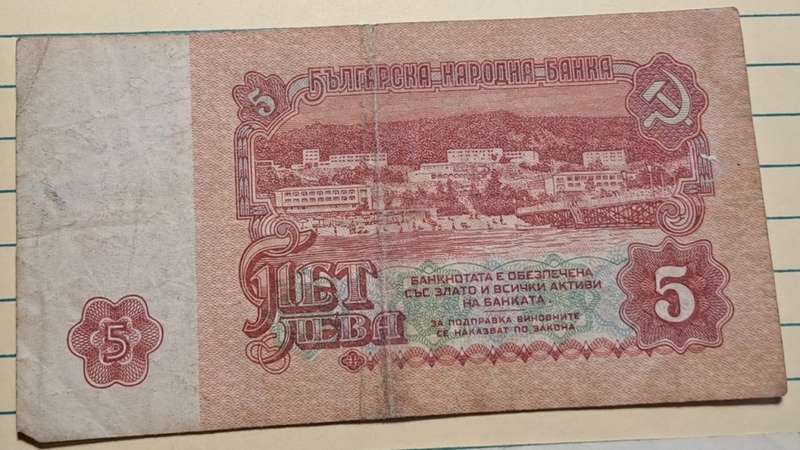 5
БЪЛГАРСКА НАРОДНА БАНКА
ПЕТ
ЛЕВА
БАНКНОТАТА Е ОБЕЗПЕЧЕНА
СЪС ЗЛАТО И ВСИЧКИ АКТИВИ
НА БАНКАТА.
ЗА ПОДПРАВКА ВИНОВНИТЕ
СЕ НАКАЗВАТ ПО ЗАКОНА
5
5